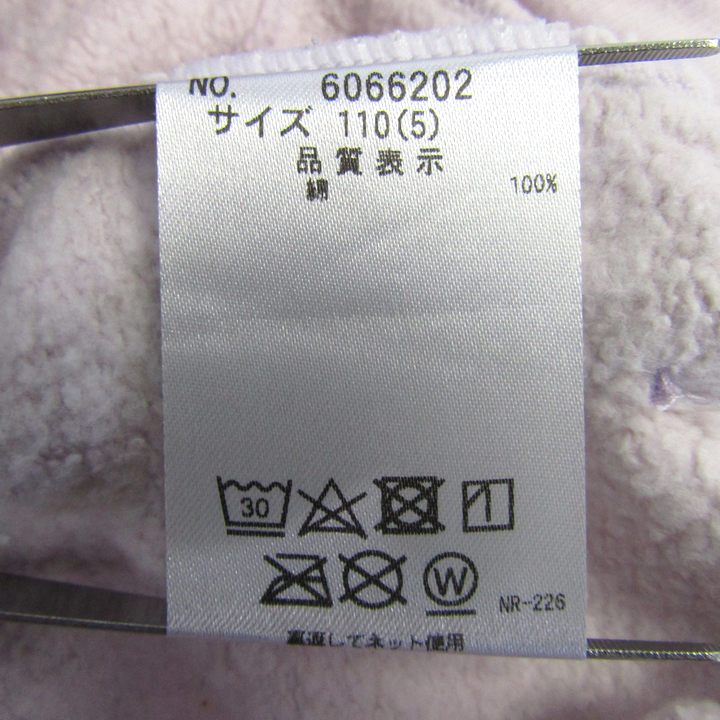 NO. 6066202
サイズ 110(5)
品質表示
綿 100%
30
W NR-226
裏返してネット使用